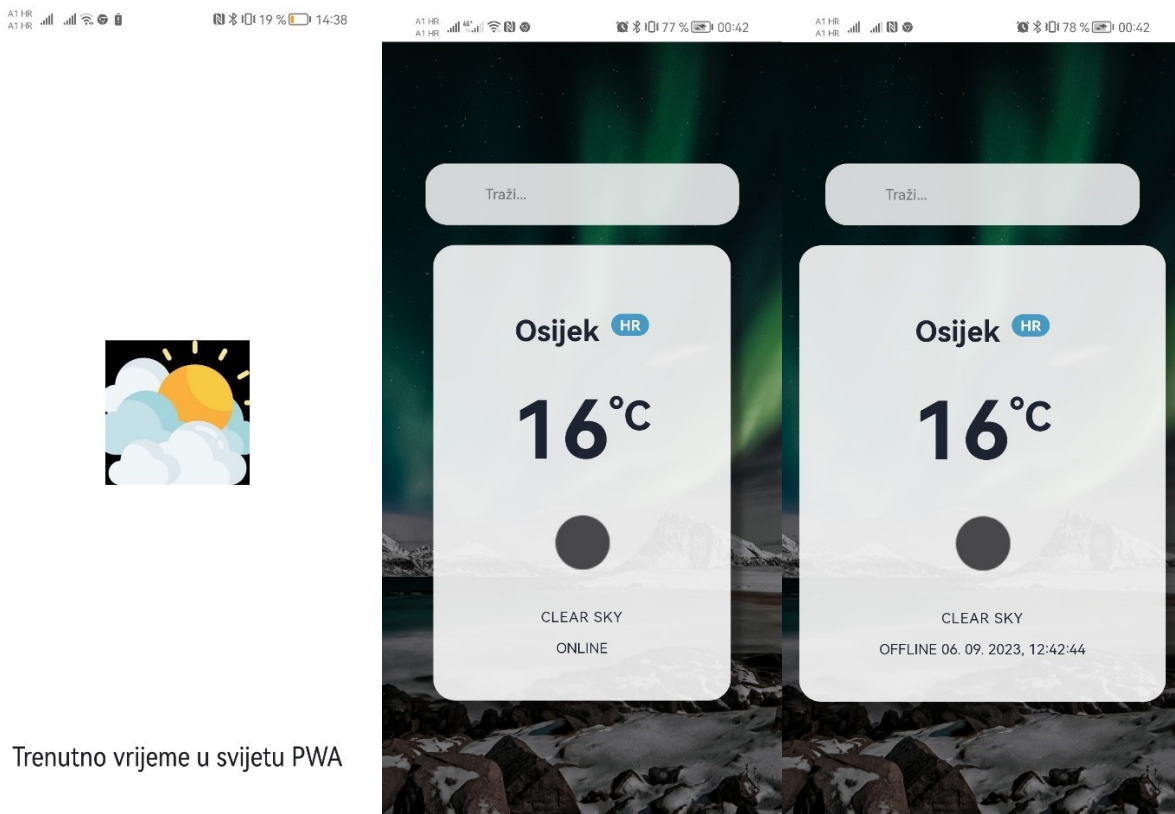 A1 HR
A1 HR
19 % 14:38
Trenutno vrijeme u svijetu PWA
A1 HR
A1 HR
77 % 00:42
Traži...
Osijek HR
16°C
CLEAR SKY
ONLINE
A1 HR
A1 HR
78 % 00:42
Traži...
Osijek HR
16°C
CLEAR SKY
OFFLINE 06. 09. 2023, 12:42:44